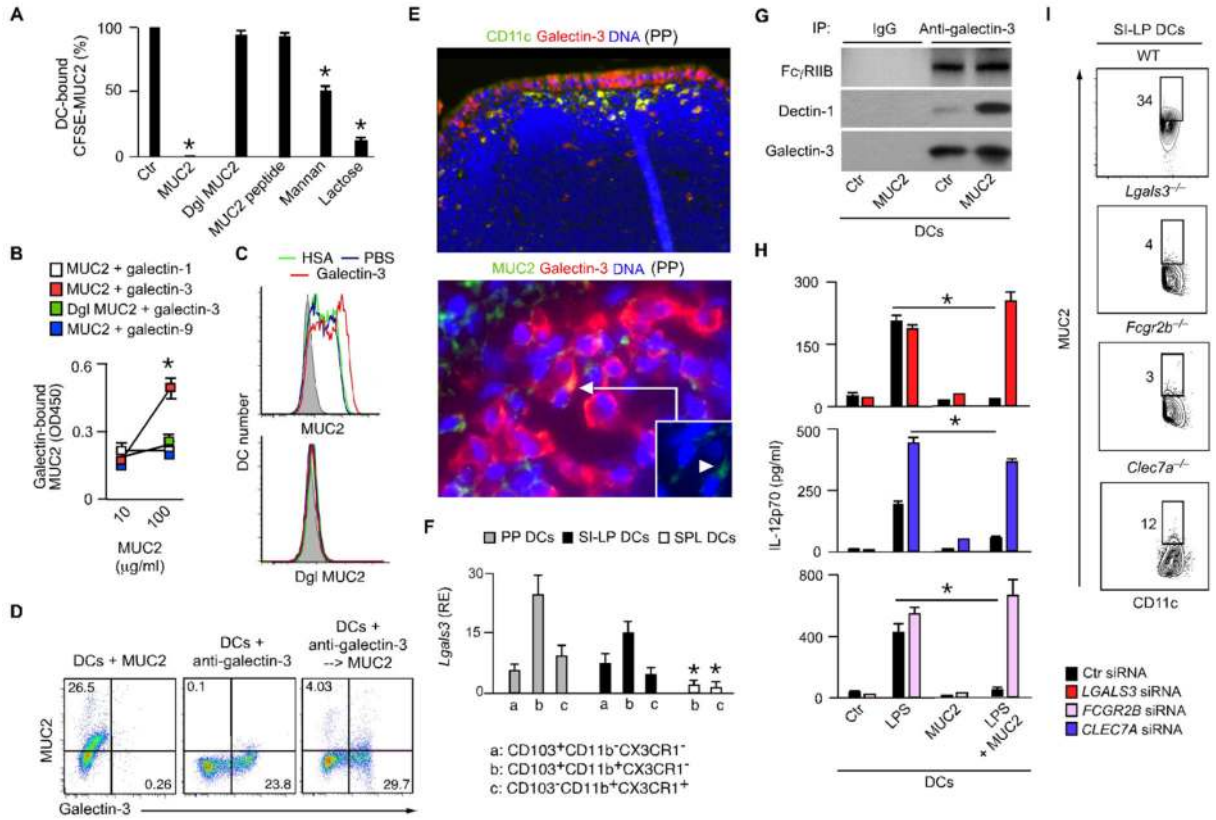 A
DC-bound
CFSE-MUC2 (%)
100
50
0
*
*
*
Ctr
MUC2
Dgl MUC2
MUC2 peptide
Mannan
Lactose
B
MUC2 + galectin-1
MUC2 + galectin-3
Dgl MUC2 + galectin-3
MUC2 + galectin-9
Galectin-bound
MUC2 (OD450)
0.6
0.3
0
*
10
100
MUC2
(μg/ml)
C
HSA
PBS
Galectin-3
DC number
MUC2
Dgl MUC2
D
DCs + MUC2
DCs +
anti-galectin-3
DCs +
anti-galectin-3
--> MUC2
MUC2
26.5
0.26
0.1
23.8
4.03
29.7
Galectin-3
E
CD11c Galectin-3 DNA (PP)
MUC2 Galectin-3 DNA (PP)
F
PP DCs
SI-LP DCs
SPL DCs
Lgals3 (RE)
30
15
0
* *
a b c a b c b c
a: CD103+CD11b-CX3CR1-
b: CD103+CD11b+CX3CR1-
c: CD103-CD11b+CX3CR1+
G
IP:
IgG
Anti-galectin-3
FcγRIIB
Dectin-1
Galectin-3
Ctr
MUC2
Ctr
MUC2
DCs
H
IL-12p70 (pg/ml)
300
150
0
*
500
250
0
*
800
400
0
*
Ctr
LPS
MUC2
LPS
+ MUC2
DCs
Ctr siRNA
LGALS3 siRNA
FCGR2B siRNA
CLEC7A siRNA
I
SI-LP DCs
WT
34
Lgals3-/-
4
Fcgr2b-/-
3
Clec7a-/-
12
MUC2
CD11c